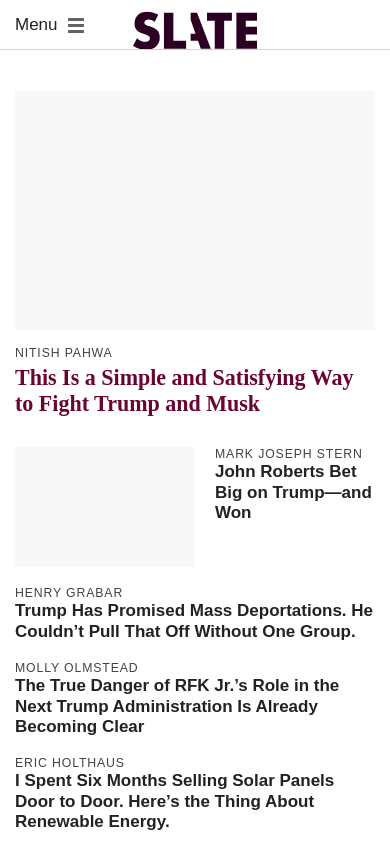 Menu
SLATE
NITISH PAHWA
This Is a Simple and Satisfying Way
to Fight Trump and Musk
MARK JOSEPH STERN
John Roberts Bet
Big on Trump—and
Won
HENRY GRABAR
Trump Has Promised Mass Deportations. He
Couldn’t Pull That Off Without One Group.
MOLLY OLMSTEAD
The True Danger of RFK Jr.’s Role in the
Next Trump Administration Is Already
Becoming Clear
ERIC HOLTHAUS
I Spent Six Months Selling Solar Panels
Door to Door. Here’s the Thing About
Renewable Energy.